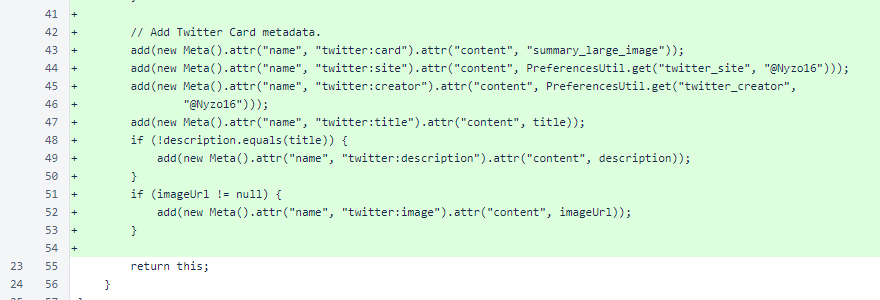 41 +
42 + // Add Twitter Card metadata.
43 + add(new Meta().attr("name", "twitter:card").attr("content", "summary_large_image"));
44 + add(new Meta().attr("name", "twitter:site").attr("content", PreferencesUtil.get("twitter_site", "@Nyzo16")));
45 + add(new Meta().attr("name", "twitter:creator").attr("content", PreferencesUtil.get("twitter_creator",
46 + "@Nyzo16")));
47 + add(new Meta().attr("name", "twitter:title").attr("content", title));
48 + if (!description.equals(title)) {
49 + add(new Meta().attr("name", "twitter:description").attr("content", description));
50 + }
51 + if (imageUrl != null) {
52 + add(new Meta().attr("name", "twitter:image").attr("content", imageUrl));
53 + }
54 +
23 55 return this;
24 56 }